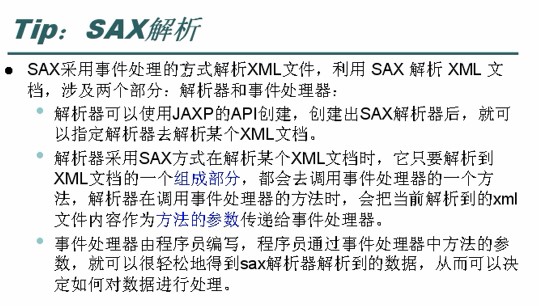 Tip：SAX解析
SAX采用事件处理的方式解析XML文件，利用 SAX 解析 XML 文
档，涉及两个部分：解析器和事件处理器：
解析器可以使用JAXP的API创建，创建出SAX解析器后，就可
以指定解析器去解析某个XML文档。
解析器采用SAX方式在解析某个XML文档时，它只要解析到
XML文档的一个组成部分，都会去调用事件处理器的一个方
法，解析器在调用事件处理器的方法时，会把当前解析到的xml
文件内容作为方法的参数传递给事件处理器。
事件处理器由程序员编写，程序员通过事件处理器中方法的参
数，就可以很轻松地得到sax解析器解析到的数据，从而可以决
定如何对数据进行处理。